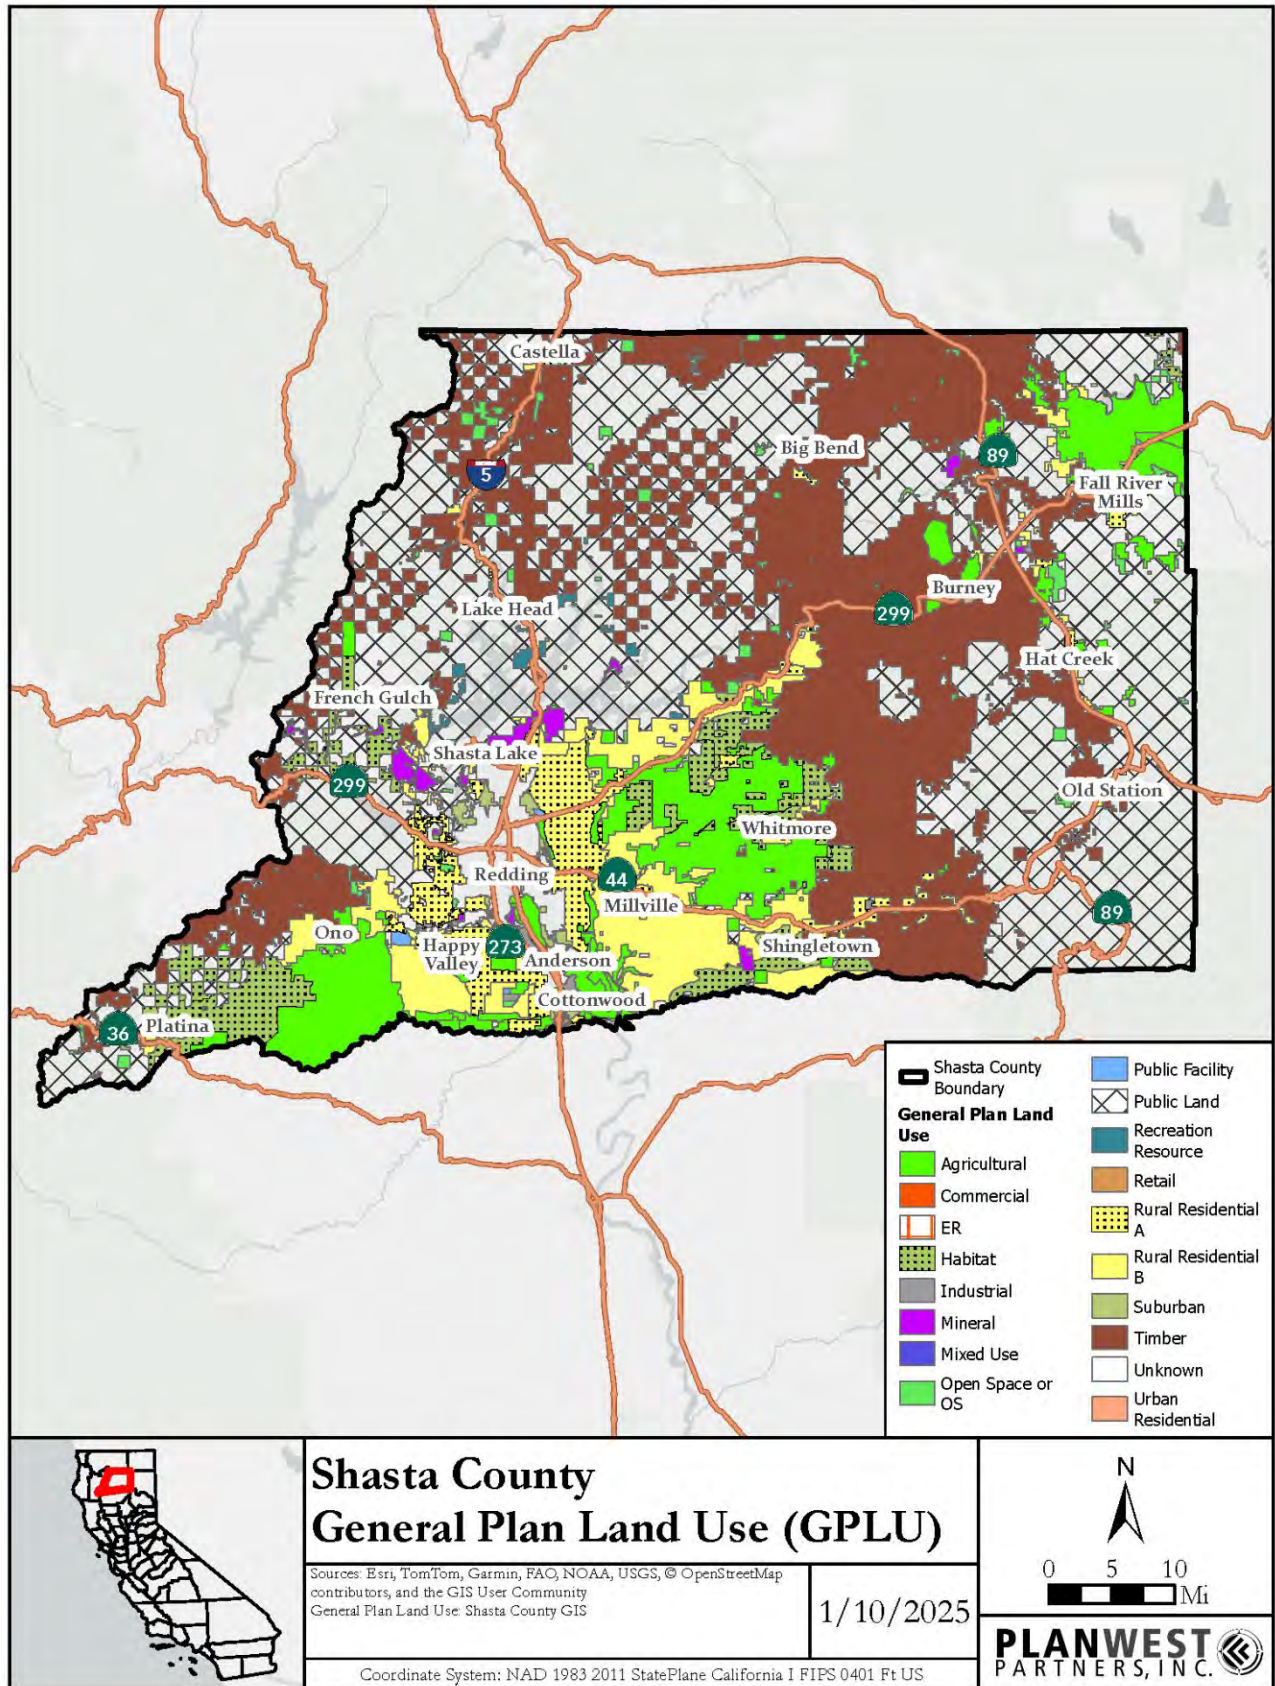 Castella
5
Big Bend
89
Fall River
Mills
Lake Head
Burney
299
Hat Creek
French Gulch
Shasta Lake
299
Old Station
Whitmore
Redding
44
Millville
89
Ono
Happy
Valley
273
Anderson
Shingletown
Cottonwood
36
Platina
Shasta County
Boundary
General Plan Land
Use
Agricultural
Commercial
ER
Habitat
Industrial
Mineral
Mixed Use
Open Space or
OS
Public Facility
Public Land
Recreation
Resource
Retail
Rural Residential
A
Rural Residential
B
Suburban
Timber
Unknown
Urban
Residential
Shasta County
General Plan Land Use (GPLU)
Sources: Esri, TomTom, Garmin, FAO, NOAA, USGS, © OpenStreetMap
contributors, and the GIS User Community
General Plan Land Use: Shasta County GIS
1/10/2025
Coordinate System: NAD 1983 2011 StatePlane California I FIPS 0401 Ft US
N
0 5 10
Mi
PLANWEST
PARTNERS, INC.